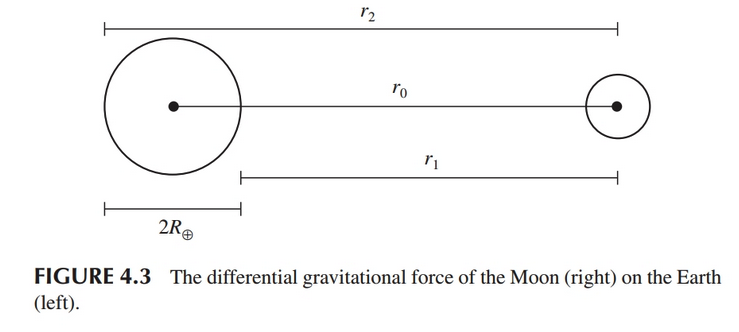 r₂
r₀
r₁
2R⊕
FIGURE 4.3 The differential gravitational force of the Moon (right) on the Earth
(left).